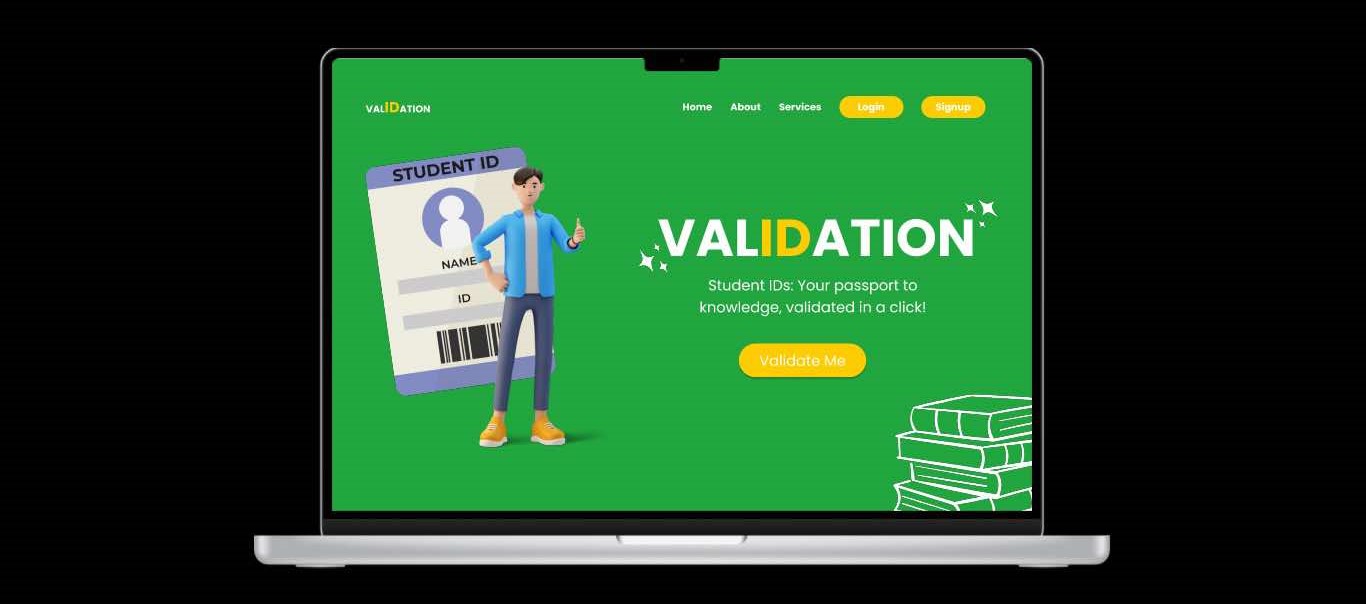 VALIDATION
Home About Services Login Signup
STUDENT ID
NAME
ID
VALIDATION
Student IDs: Your passport to
knowledge, validated in a click!
Validate Me